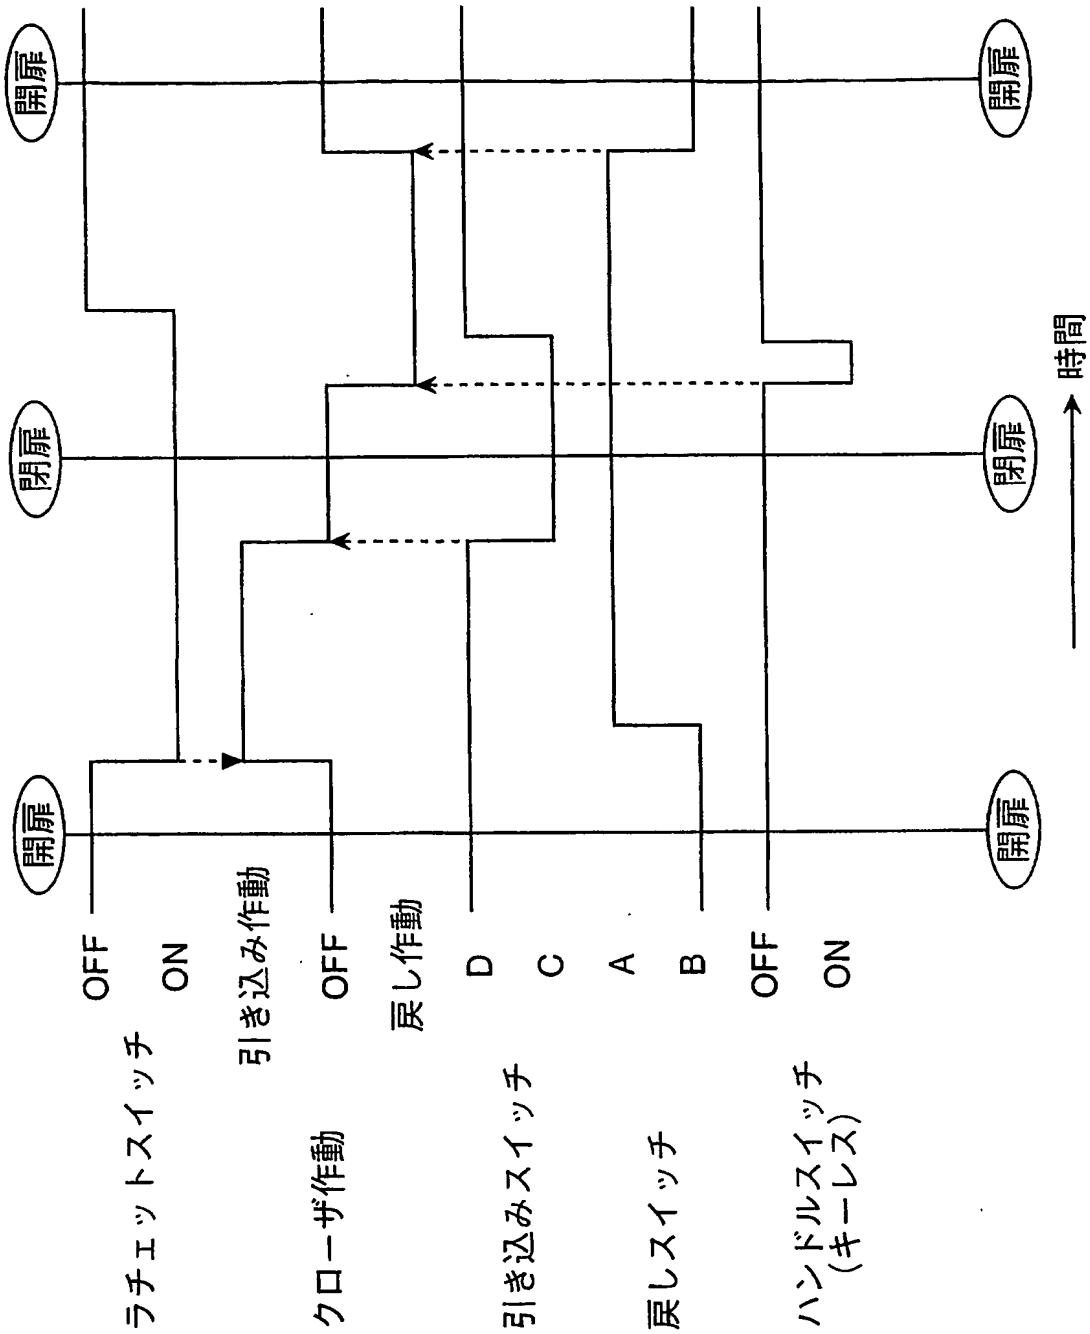 開扉
閉扉
開扉
ラチェットスイッチ
OFF
ON
クローザ作動
引き込み作動
OFF
戻し作動
引き込みスイッチ
D
C
戻しスイッチ
A
B
ハンドルスイッチ
(キーレス)
OFF
ON
開扉
閉扉
開扉
時間